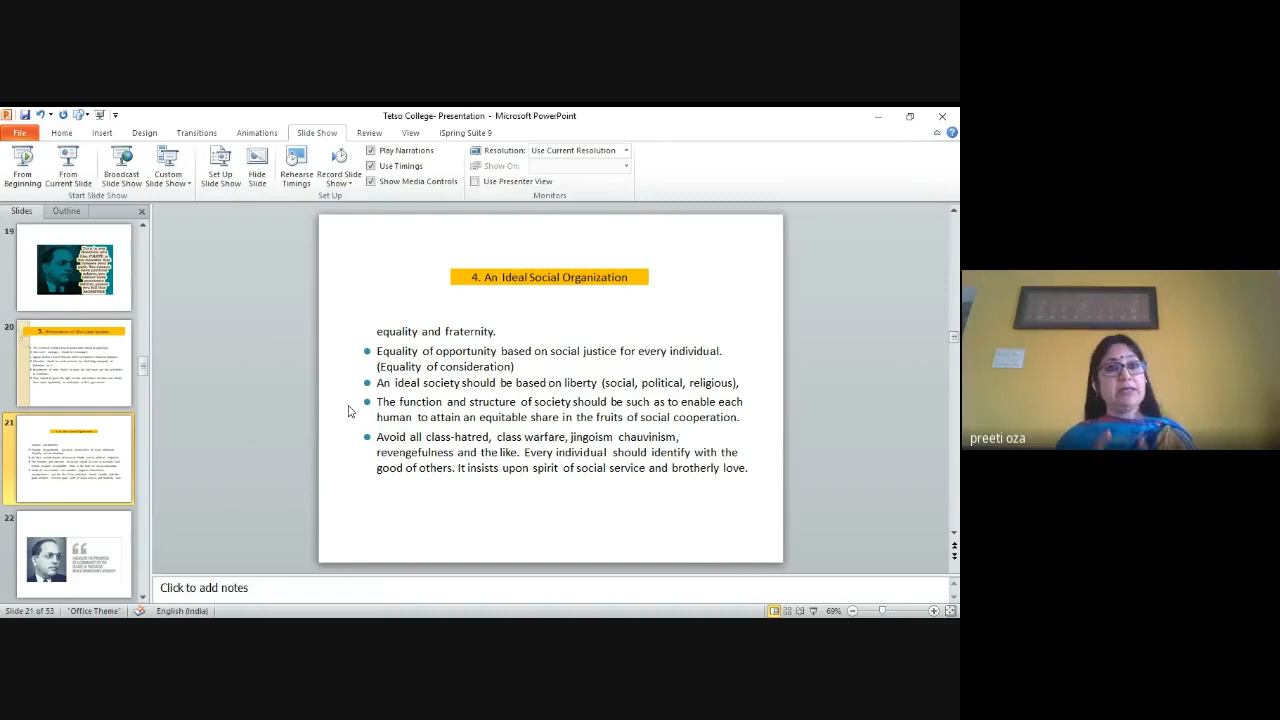 Tetso College- Presentation - Microsoft PowerPoint
File Home Insert Design Transitions Animations Slide Show Review View iSpring Suite 9
Play Narrations
Use Timings
Show Media Controls
Resolution: Use Current Resolution
Show On:
Use Presenter View
From Beginning
From Current Slide
Broadcast Slide Show
Custom Slide Show
Set Up Slide Show
Hide Slide
Rehearse Timings
Record Slide Show
Start Slide Show
Set Up
Monitors
Slides Outline
19
20
21
22
4. An Ideal Social Organization
equality and fraternity.
Equality of opportunity based on social justice for every individual.
(Equality of consideration)
An ideal society should be based on liberty (social, political, religious),
The function and structure of society should be such as to enable each
human to attain an equitable share in the fruits of social cooperation.
Avoid all class-hatred, class warfare, jingoism chauvinism,
revengefulness and the like. Every individual should identify with the
good of others. It insists upon spirit of social service and brotherly love.
Click to add notes
Slide 21 of 53 "Office Theme" English (India) 69%
preeti oza